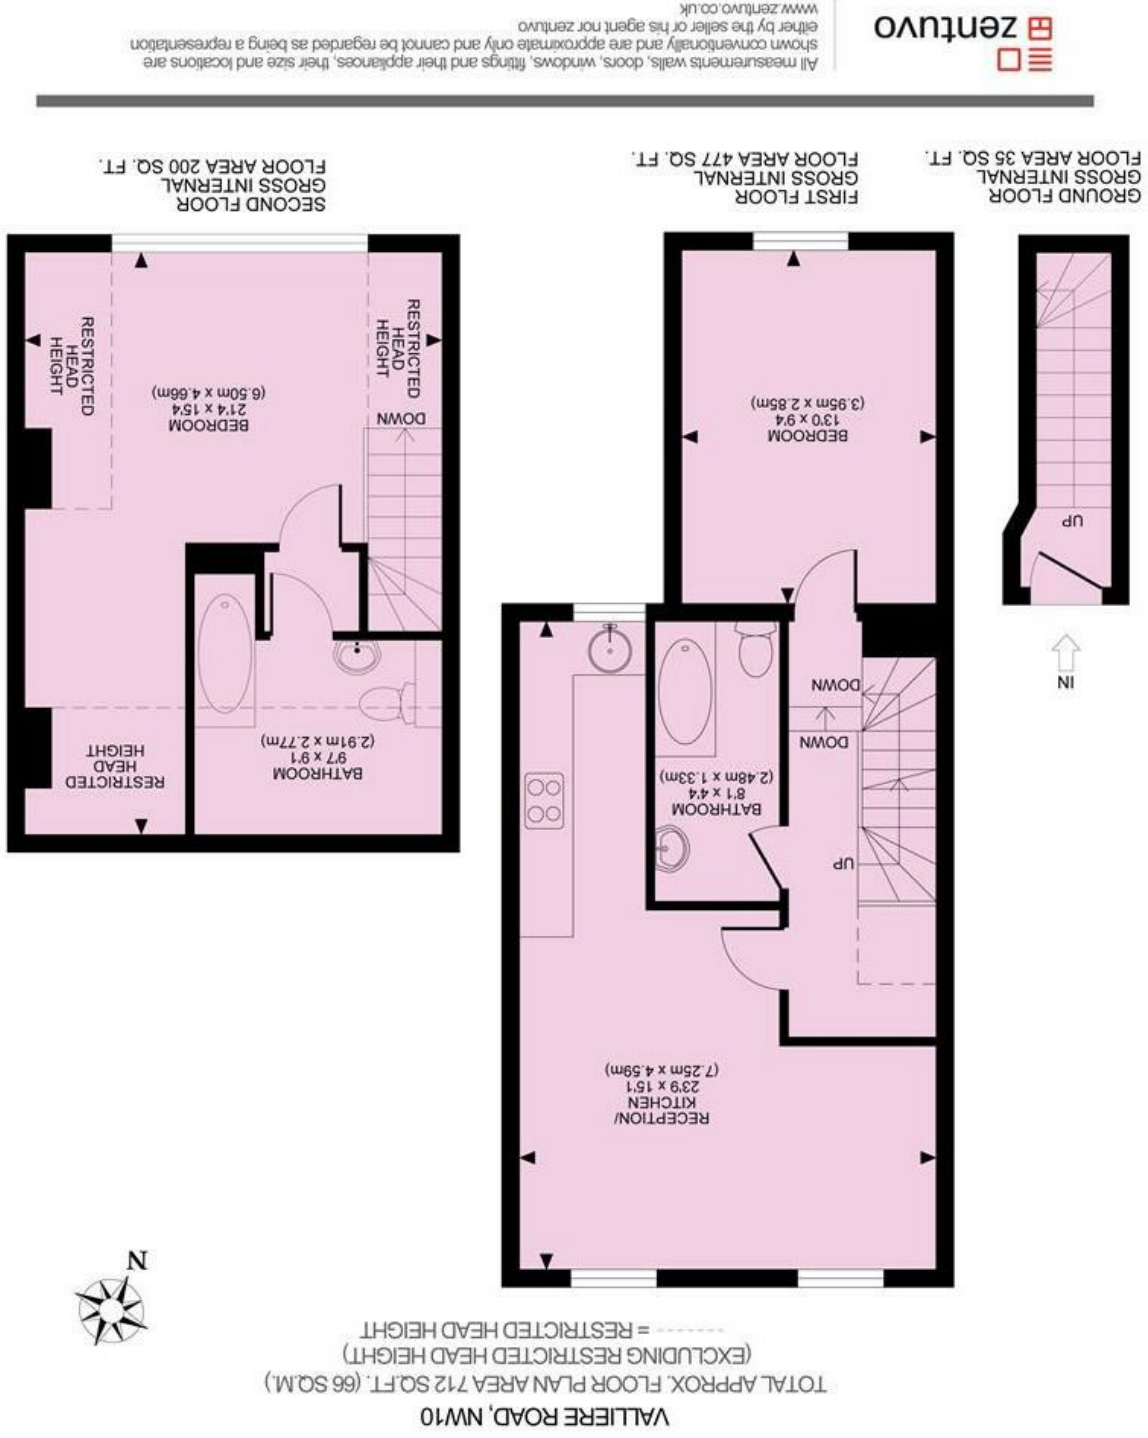 VALLIERE ROAD, NW10
TOTAL APPROX. FLOOR PLAN AREA 712 SQ.FT. (66 SQ.M.)
(EXCLUDING RESTRICTED HEAD HEIGHT)
= RESTRICTED HEAD HEIGHT
N
RECEPTION/
KITCHEN
23'9 x 15'1
(7.25m x 4.59m)
UP
BATHROOM
8'1 x 4'4
(2.48m x 1.33m)
DOWN
DOWN
BEDROOM
13'0 x 9'4
(3.95m x 2.85m)
IN
UP
RESTRICTED
HEAD
HEIGHT
BATHROOM
9'7 x 9'1
(2.91m x 2.77m)
DOWN
BEDROOM
21'4 x 15'4
(6.50m x 4.66m)
RESTRICTED
HEAD
HEIGHT
RESTRICTED
HEAD
HEIGHT
GROUND FLOOR
GROSS INTERNAL
FLOOR AREA 35 SQ. FT.
FIRST FLOOR
GROSS INTERNAL
FLOOR AREA 477 SQ. FT.
SECOND FLOOR
GROSS INTERNAL
FLOOR AREA 200 SQ. FT.
zentuvo
All measurements walls, doors, windows, fittings and their appliances, their size and locations are
shown conventionally and are approximate only and cannot be regarded as being a representation
either by the seller or his agent nor zentuvo
www.zentuvo.co.uk